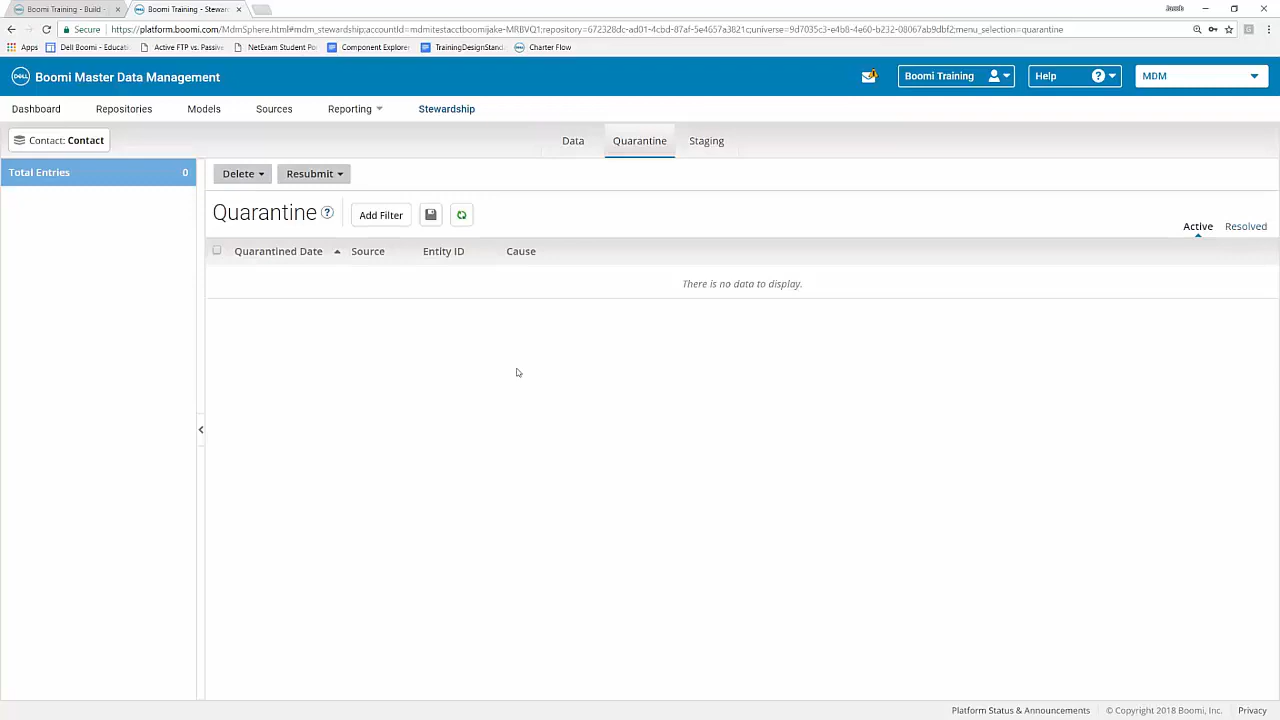 Boomi Training - Build -
Boomi Training - Stewar
Secure
https://platform.boomi.com/MdmSphere.html#mdm_stewardship;accountId=mdmitestacctboomijake-MRBVQ1;repository=672328dc-ad01-4cbd-87af-5e4657a3821c;universe=9d7035c3-e4b8-4e60-b232-08067ab9dbf2;menu_selection=quarantine
Apps
Dell Boomi - Educati
Active FTP vs. Passiv
NetExam Student Po
Component Explorer
TrainingDesignStand
Charter Flow
DELL
Boomi Master Data Management
Boomi Training
Help
MDM
Dashboard
Repositories
Models
Sources
Reporting
Stewardship
Contact: Contact
Data
Quarantine
Staging
Total Entries
0
Delete
Resubmit
Quarantine
Add Filter
Active
Resolved
Quarantined Date
Source
Entity ID
Cause
There is no data to display.
Platform Status & Announcements
© Copyright 2018 Boomi, Inc.
Privacy